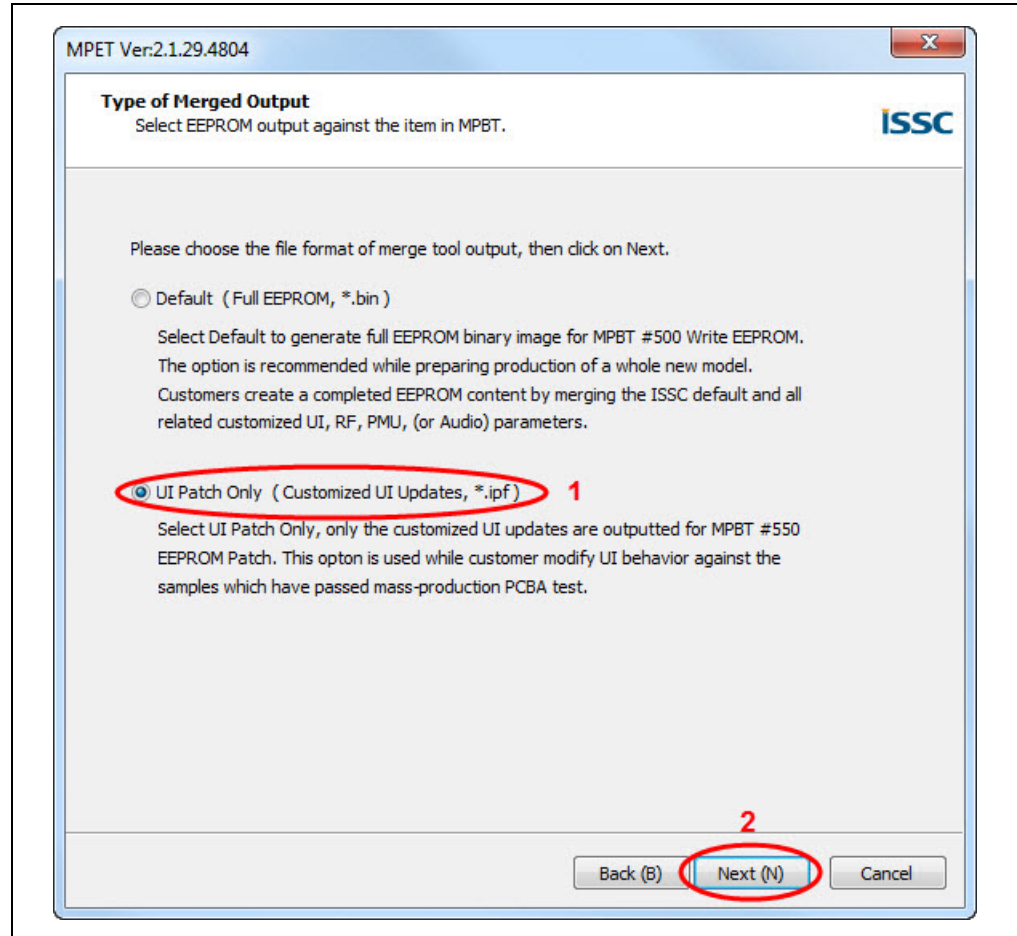 MPET Ver:2.1.29.4804
Type of Merged Output
Select EEPROM output against the item in MPBT.
ISSC
Please choose the file format of merge tool output, then click on Next.
Default ( Full EEPROM, *.bin )
Select Default to generate full EEPROM binary image for MPBT #500 Write EEPROM.
The option is recommended while preparing production of a whole new model.
Customers create a completed EEPROM content by merging the ISSC default and all
related customized UI, RF, PMU, (or Audio) parameters.
UI Patch Only ( Customized UI Updates, *.ipf )
1
Select UI Patch Only, only the customized UI updates are outputted for MPBT #550
EEPROM Patch. This opton is used while customer modify UI behavior against the
samples which have passed mass-production PCBA test.
2
Back (B)
Next (N)
Cancel